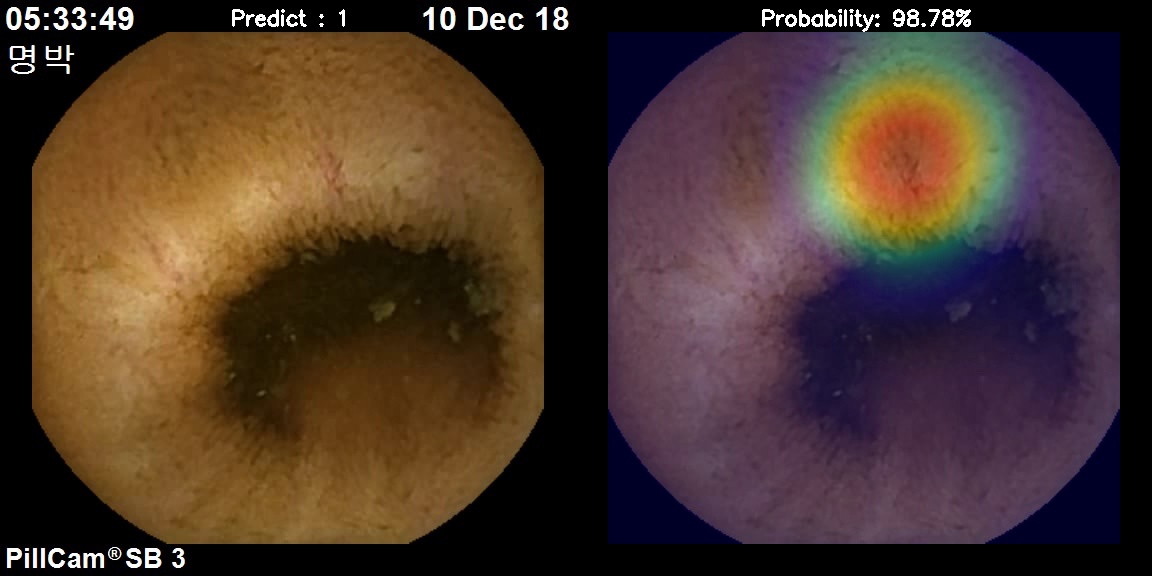 05:33:49 Predict : 1 10 Dec 18 Probability: 98.78%
명박
PillCam® SB 3